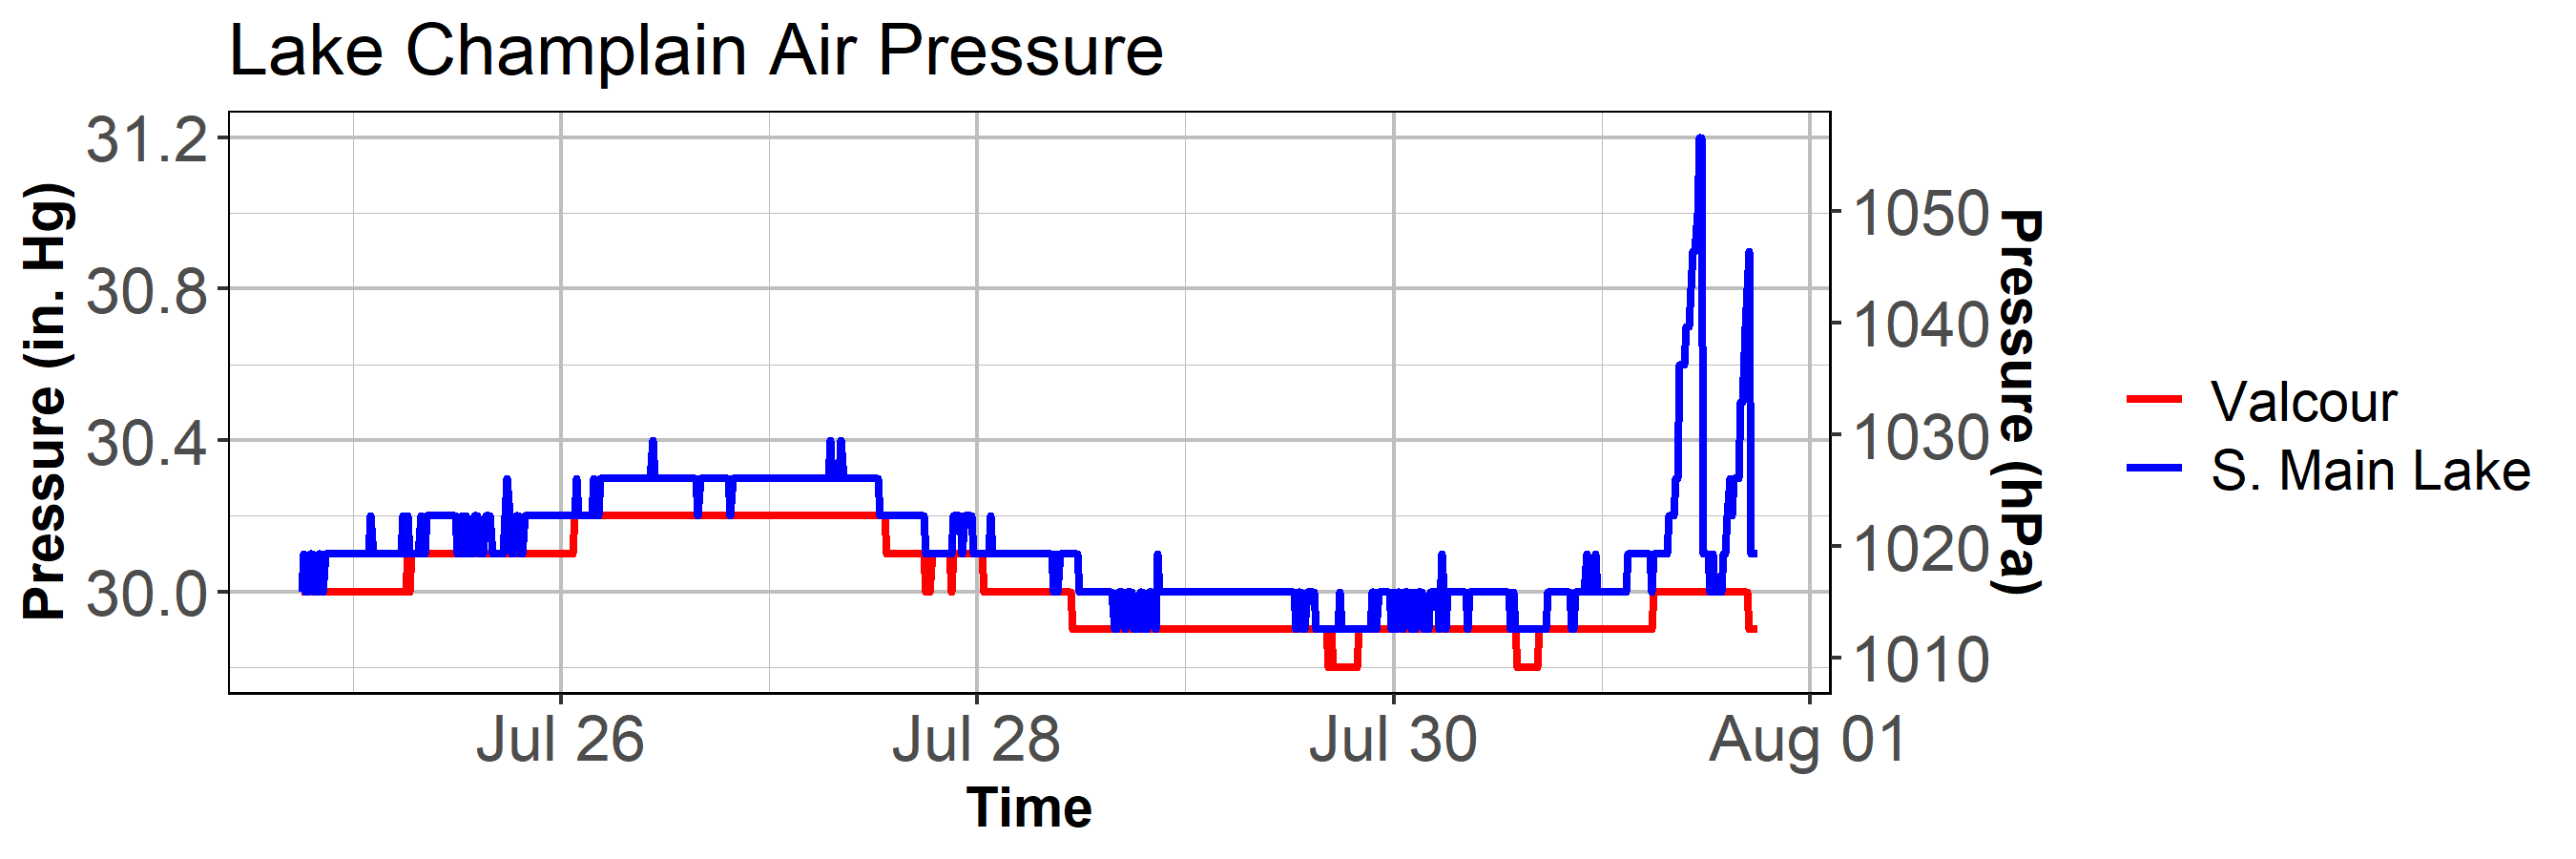 Lake Champlain Air Pressure
Pressure (in. Hg)
31.2
30.8
30.4
30.0
1050
1040
1030
1020
1010
Pressure (hPa)
Valcour
S. Main Lake
Jul 26
Jul 28
Jul 30
Aug 01
Time